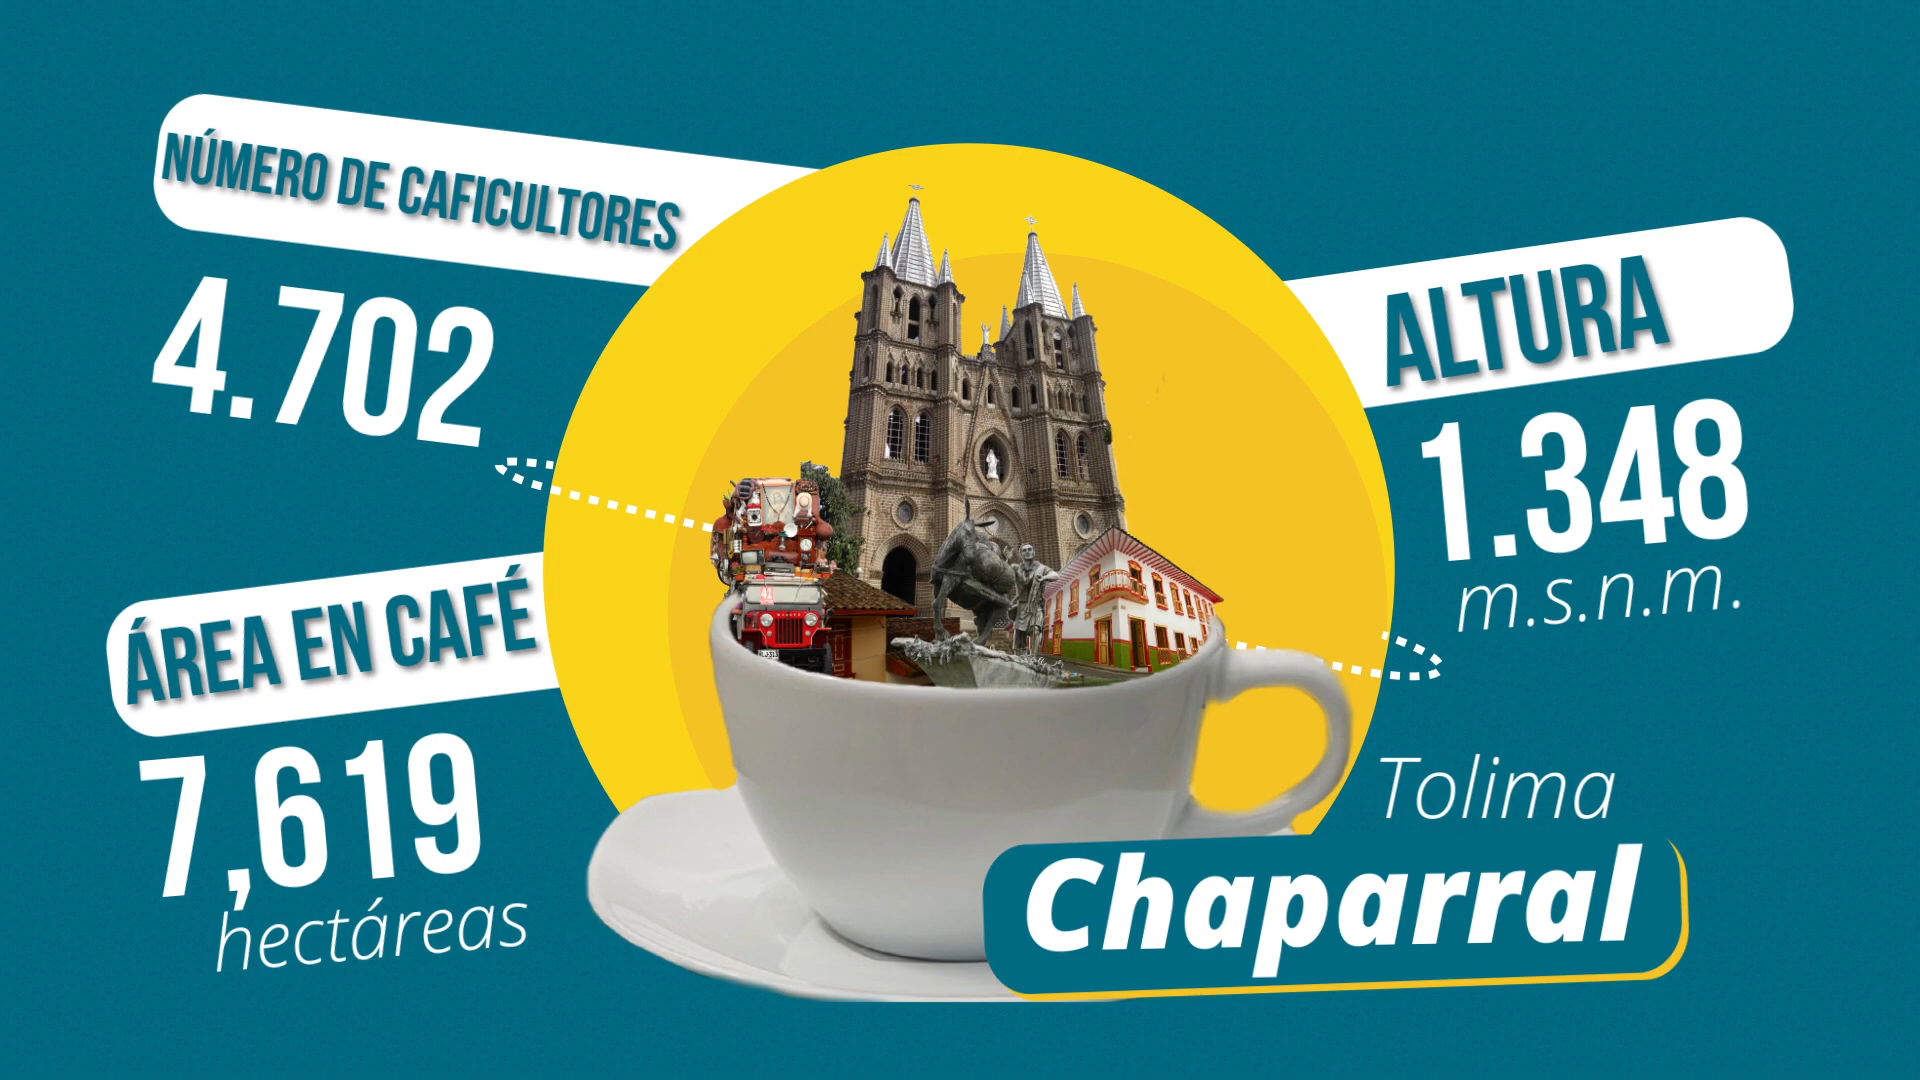 NÚMERO DE CAFICULTORES
4.702
ÁREA EN CAFÉ
7,619
hectáreas
ALTURA
1.348
m.s.n.m.
Tolima
Chaparral